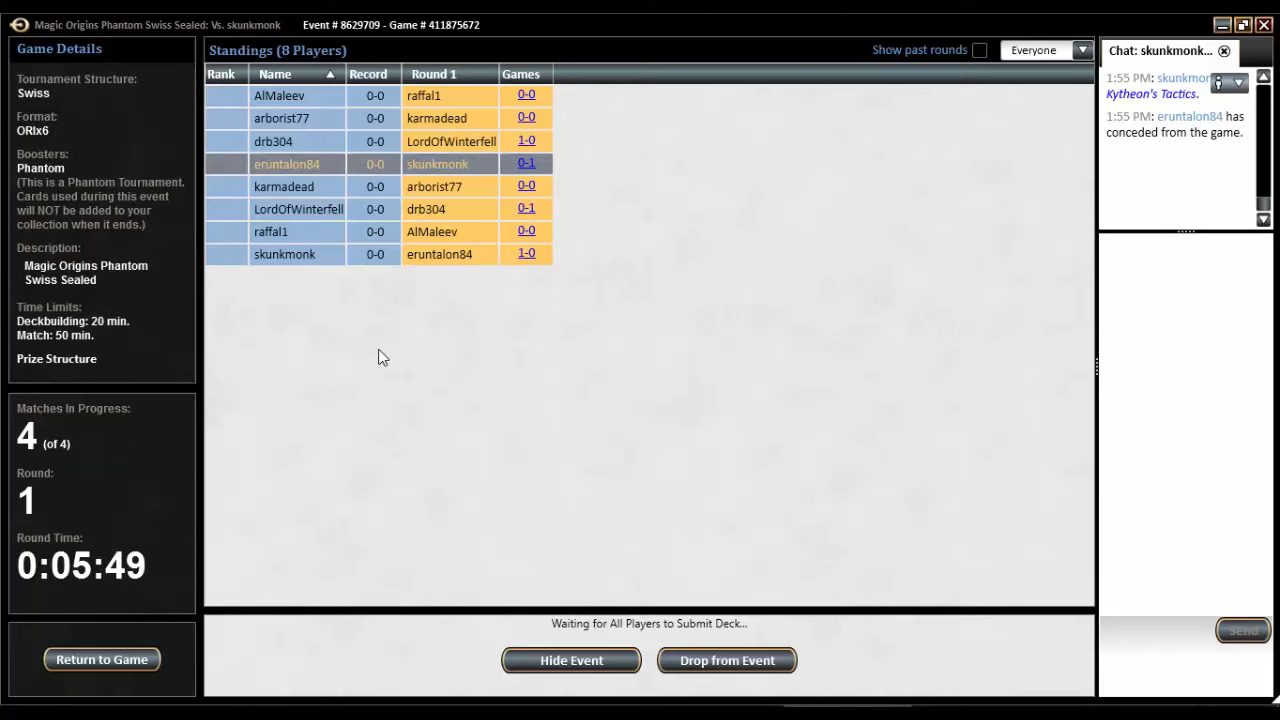 Magic Origins Phantom Swiss Sealed: Vs. skunkmonk Event # 8629709 - Game # 411875672
Game Details
Tournament Structure:
Swiss
Format:
ORIx6
Boosters:
Phantom
(This is a Phantom Tournament.
Cards used during this event
will NOT be added to your
collection when it ends.)
Description:
Magic Origins Phantom
Swiss Sealed
Time Limits:
Deckbuilding: 20 min.
Match: 50 min.
Prize Structure
Matches In Progress:
4 (of 4)
Round:
1
Round Time:
0:05:49
Return to Game
Standings (8 Players) Show past rounds Everyone
Rank Name Record Round 1 Games
AlMaleev 0-0 raffal1 0-0
arborist77 0-0 karmadead 0-0
drb304 0-0 LordOfWinterfell 1-0
eruntalon84 0-0 skunkmonk 0-1
karmadead 0-0 arborist77 0-0
LordOfWinterfell 0-0 drb304 0-1
raffal1 0-0 AlMaleev 0-0
skunkmonk 0-0 eruntalon84 1-0
Waiting for All Players to Submit Deck...
Hide Event Drop from Event
Chat: skunkmonk...
1:55 PM: skunkmor
Kytheon's Tactics.
1:55 PM: eruntalon84 has
conceded from the game.
Send